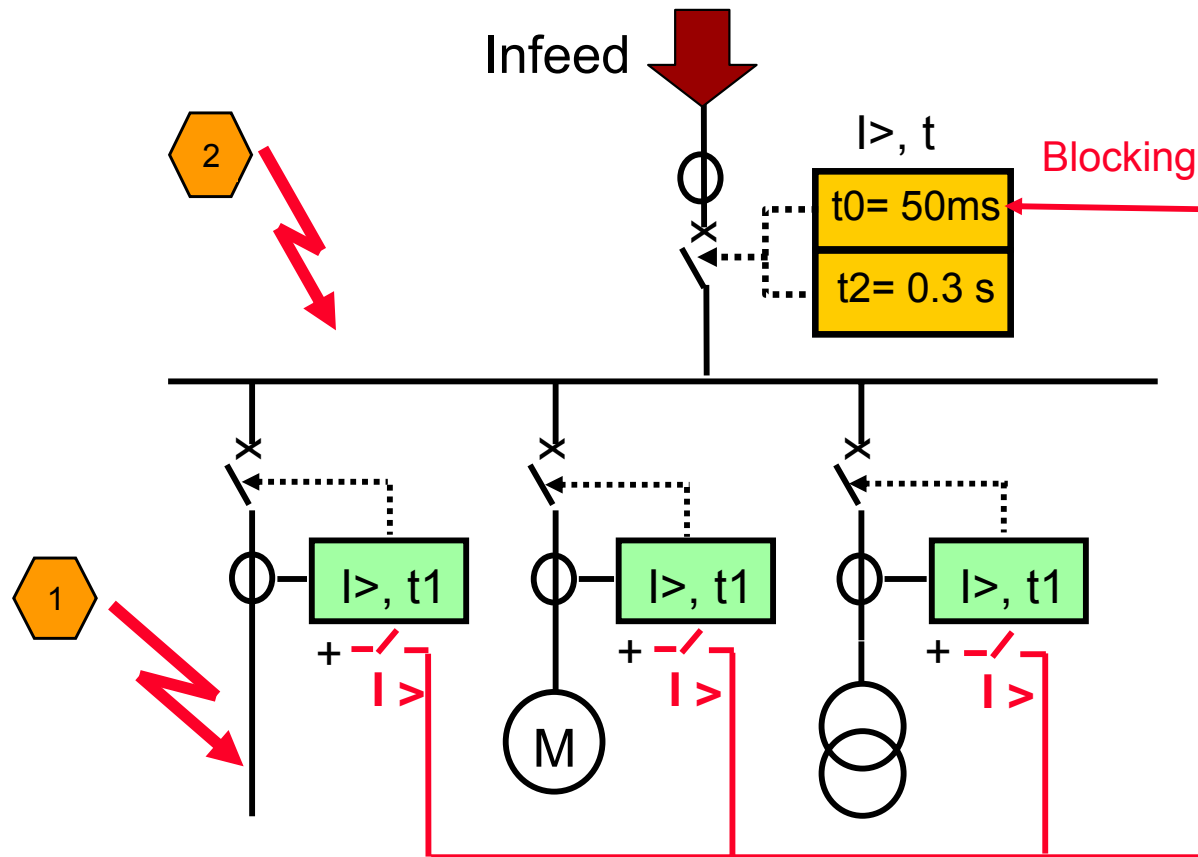 Infeed
I>, t
Blocking
2
t0= 50ms
t2= 0.3 s
1
I>, t1
I>, t1
I>, t1
+
+
+
I >
I >
I >
M